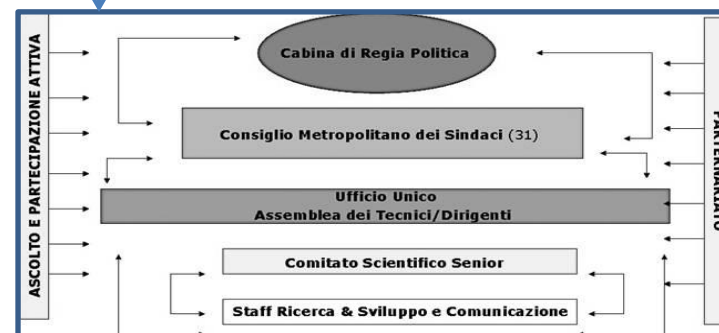 ASCOLTO E PARTECIPAZIONE ATTIVA
Cabina di Regia Politica
Consiglio Metropolitano dei Sindaci (31)
Ufficio Unico
Assemblea dei Tecnici/Dirigenti
Comitato Scientifico Senior
Staff Ricerca & Sviluppo e Comunicazione
PARTENARIATO